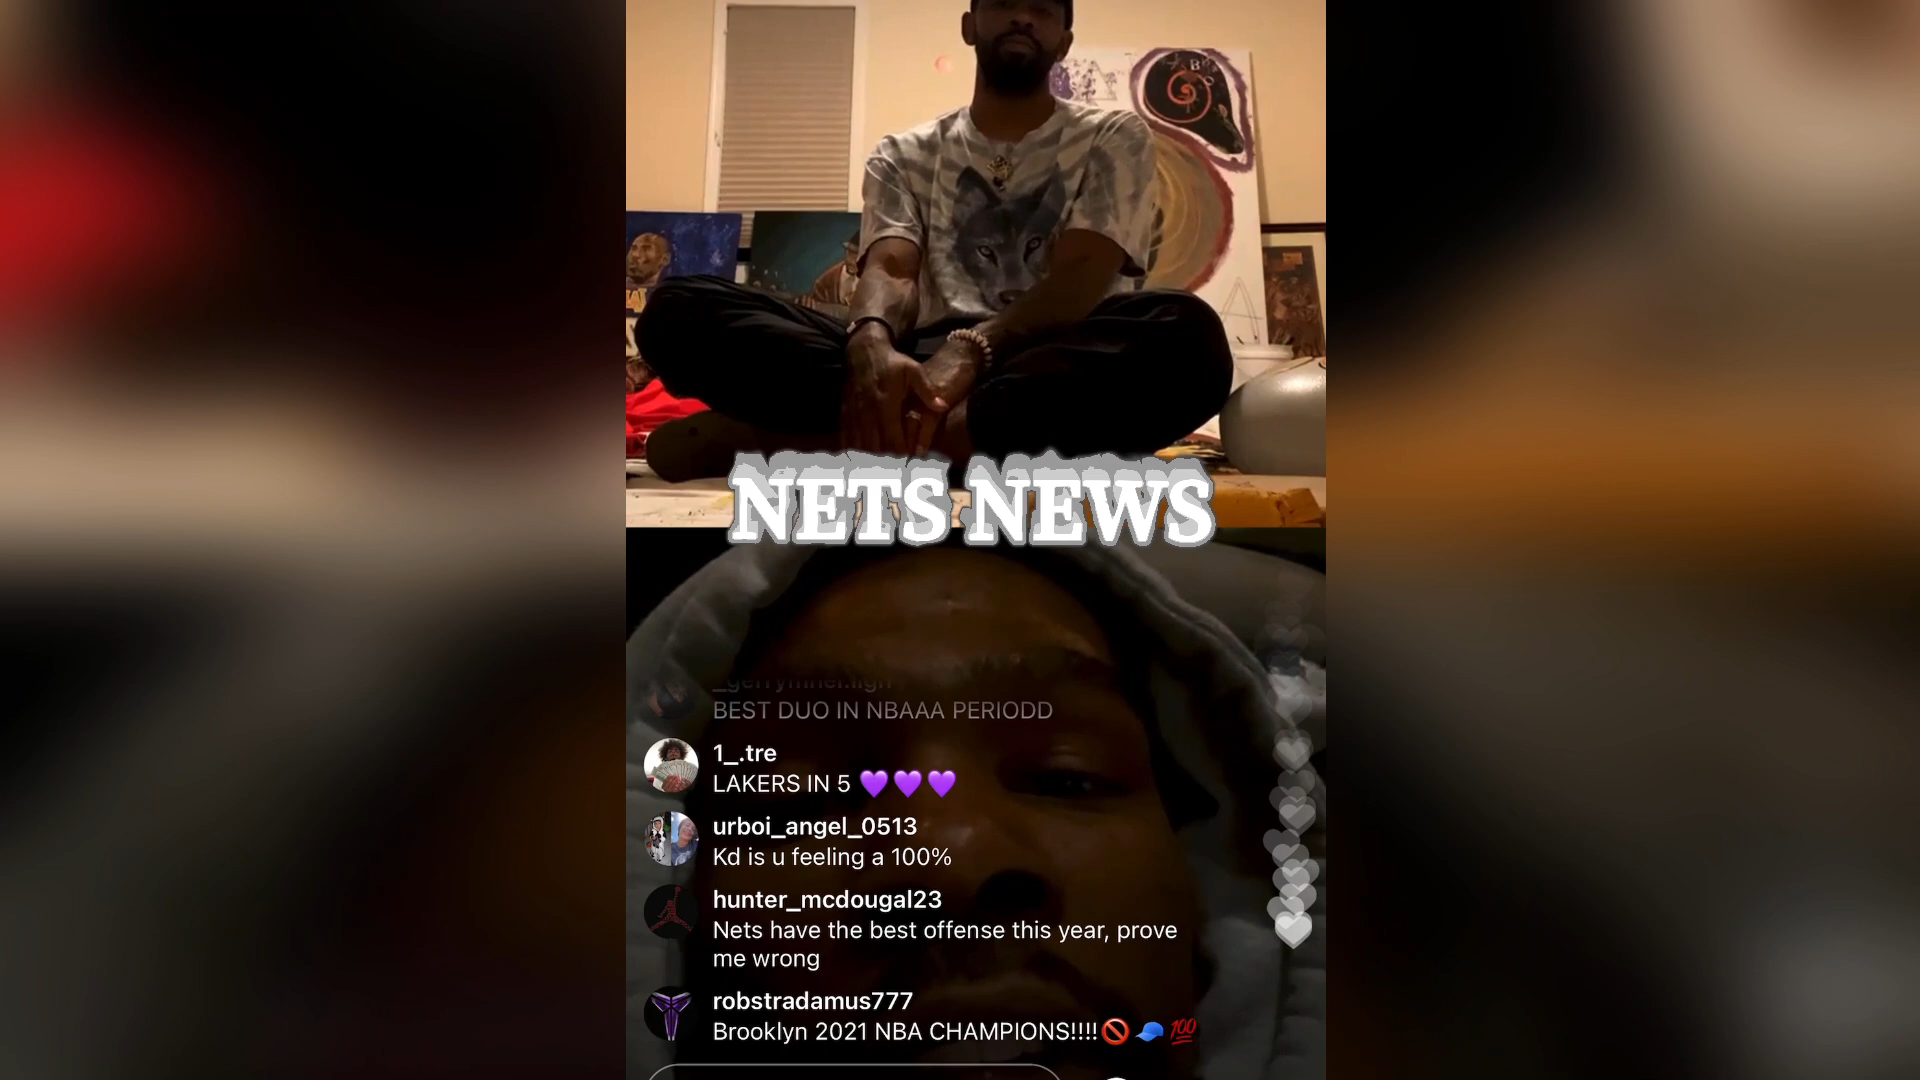 NETS NEWS
BEST DUO IN NBAAA PERIODD
1_.tre
LAKERS IN 5 💜💜💜
urboi_angel_0513
Kd is u feeling a 100%
hunter_mcdougal23
Nets have the best offense this year, prove
me wrong
robstradamus777
Brooklyn 2021 NBA CHAMPIONS!!!!🚫🧢💯